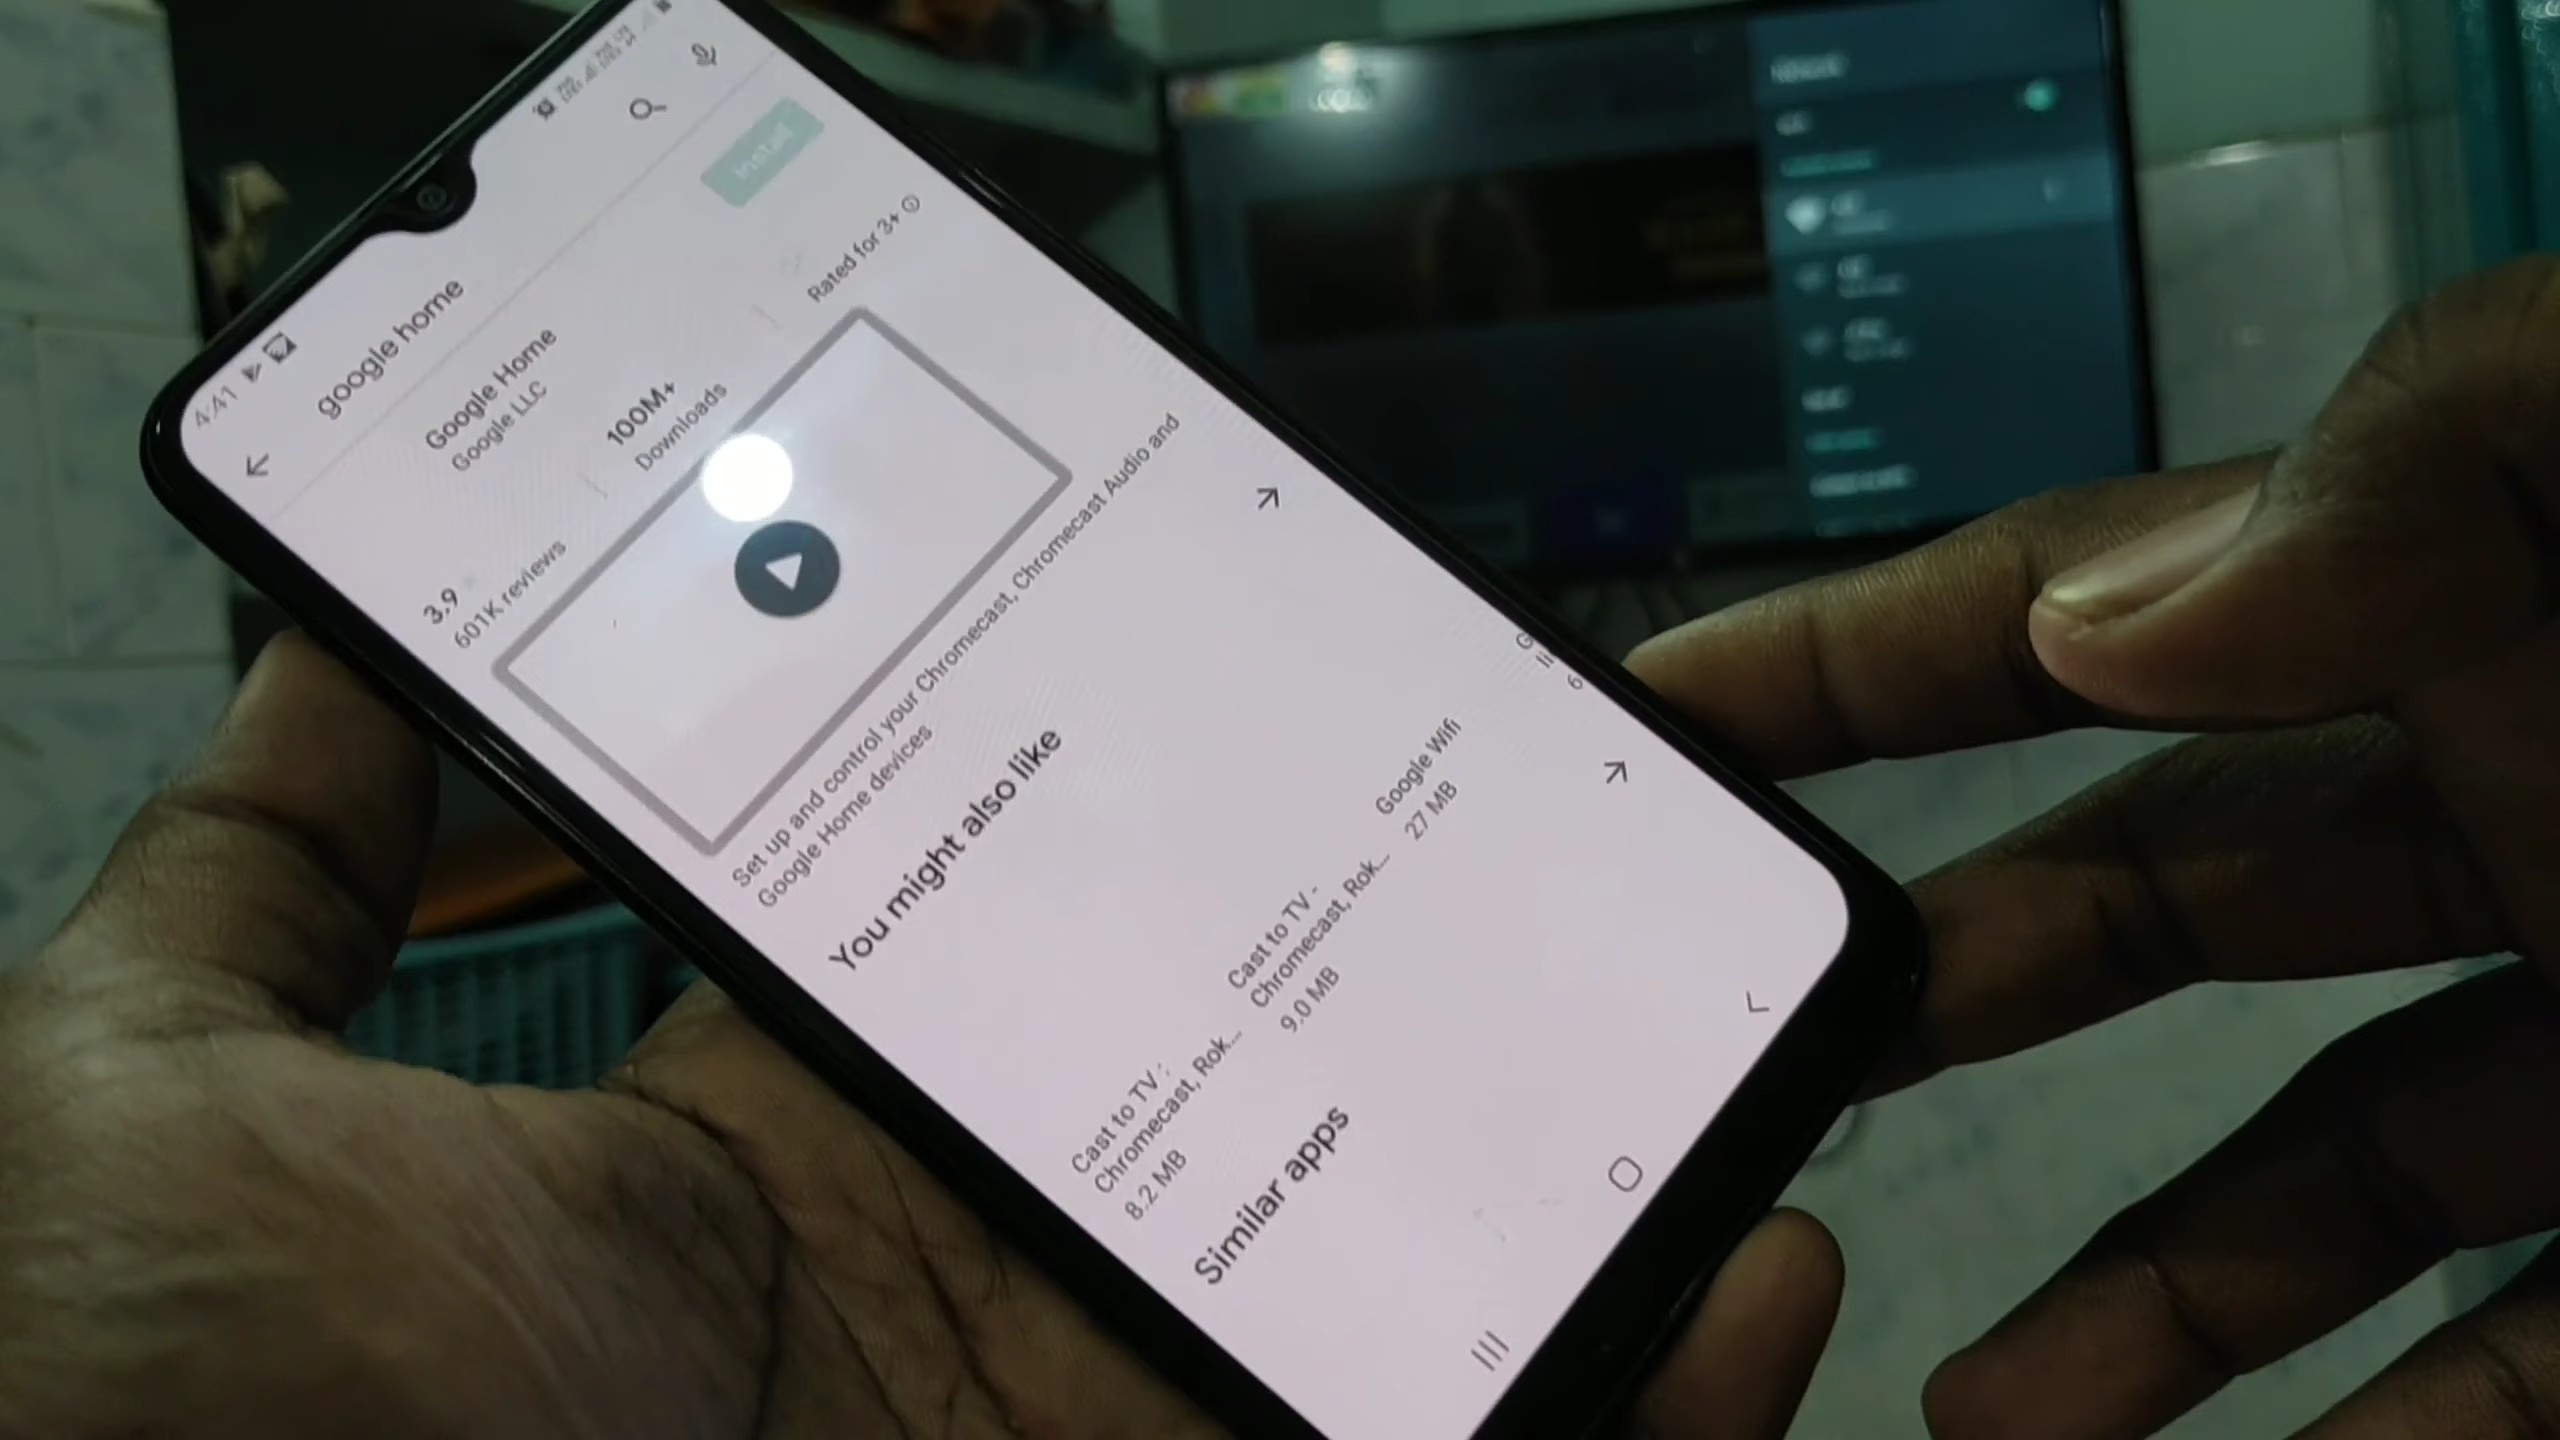 4:41
google home
Install
Google Home
Google LLC
3.9
601K reviews
100M+
Downloads
Rated for 3+
Set up and control your Chromecast, Chromecast Audio and
Google Home devices
You might also like
Cast to TV :
Chromecast, Rok...
8.2 MB
Cast to TV -
Chromecast, Rok...
9.0 MB
Google Wifi
27 MB
G
li
6
Similar apps